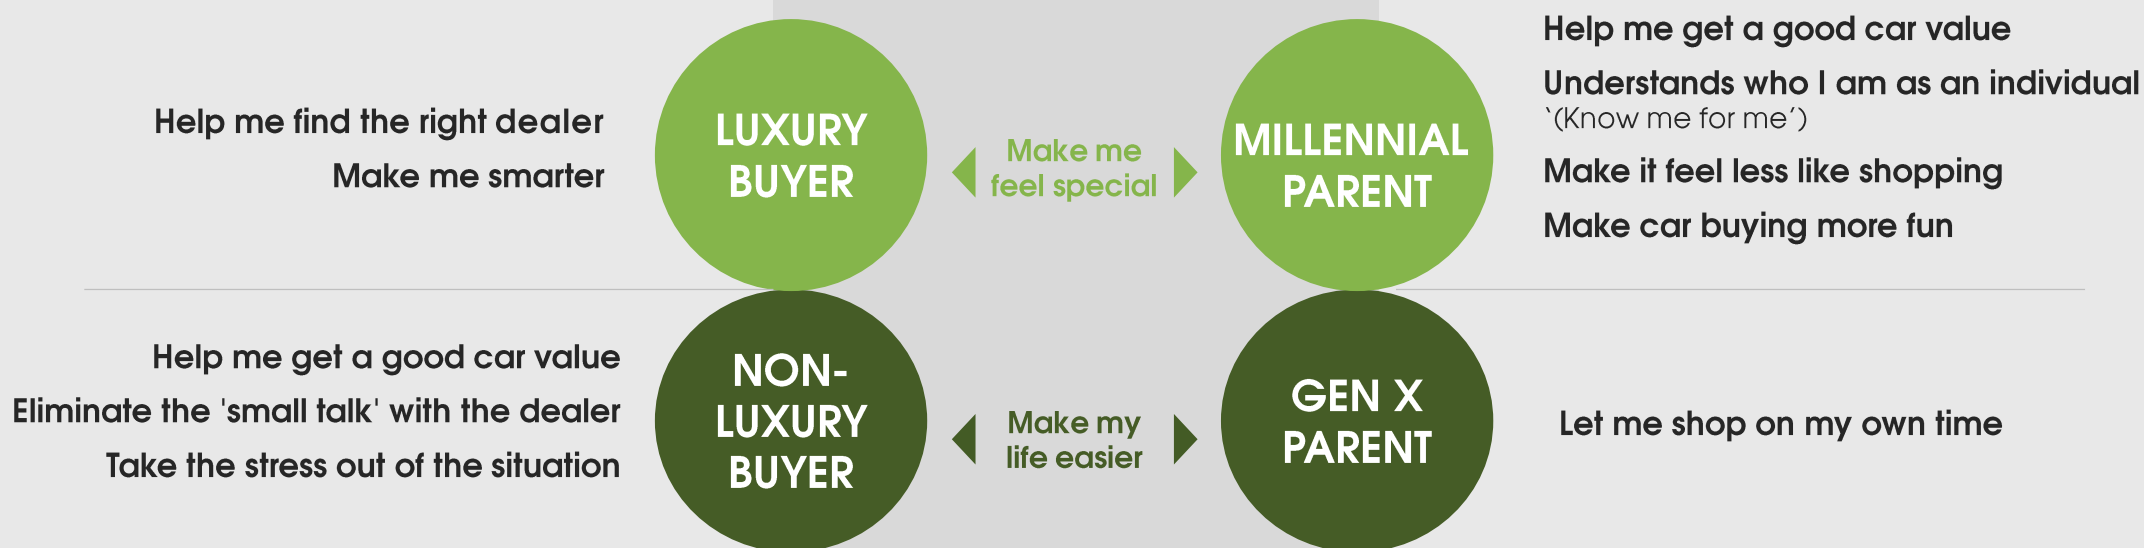 Help me find the right dealer
Make me smarter
LUXURY
BUYER
Make me
feel special
MILLENNIAL
PARENT
Help me get a good car value
Understands who I am as an individual
‘(Know me for me’)
Make it feel less like shopping
Make car buying more fun
Help me get a good car value
Eliminate the 'small talk' with the dealer
Take the stress out of the situation
NON-
LUXURY
BUYER
Make my
life easier
GEN X
PARENT
Let me shop on my own time